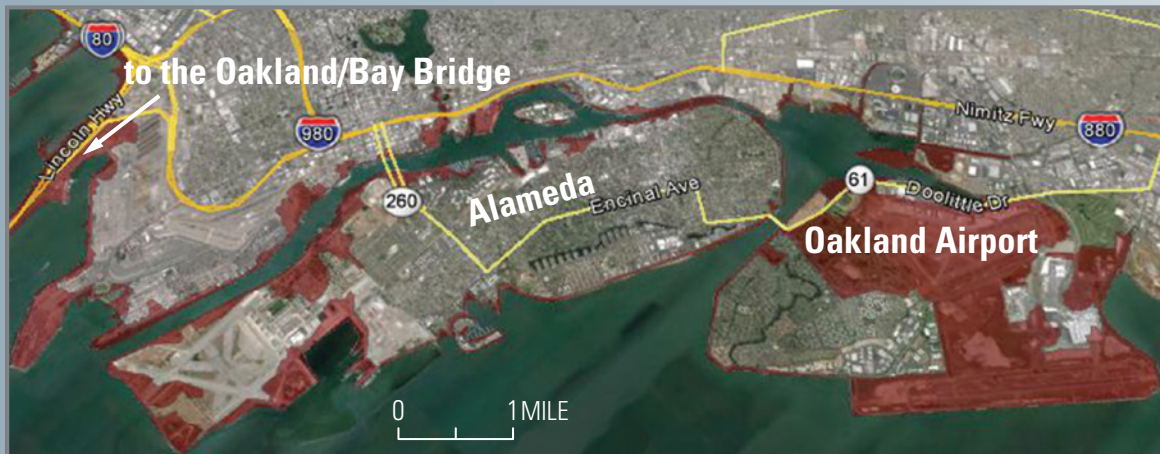 80
to the Oakland/Bay Bridge
Lincoln Hwy
980
Nimitz Fwy
880
260
Alameda
Encinal Ave
61
Doolittle Dr
Oakland Airport
0
1 MILE